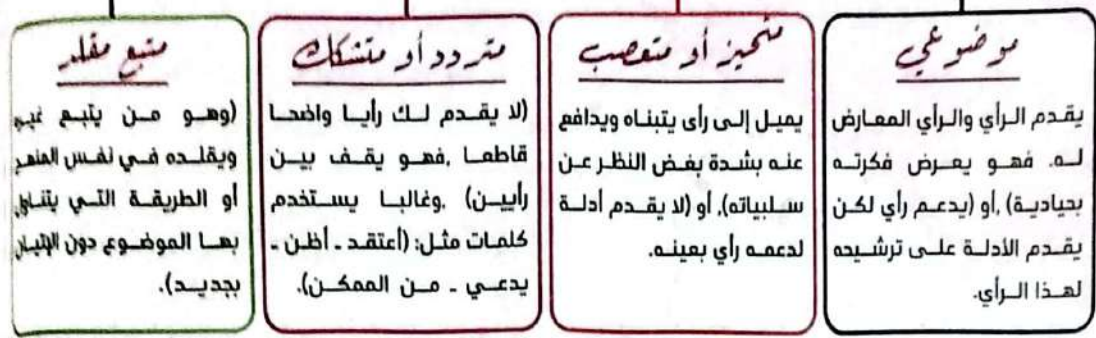 موضوعي
يقدم الرأي والرأي المعارض
له. فهو يعرض فكرته
بحيادية) ,أو (يدعم رأي لكن
يقدم الأدلة على ترشيحه
لهذا الرأي.
متحيز أو متعصب
يميل إلى رأى يتبناه ويدافع
عنه بشدة بغض النظر عن
سلبياته), أو (لا يقدم أدلة
لدعمه رأي بعينه.
متردد أو متشكك
(لا يقدم لك رأيا واضحا
قاطعا ,فهو يقف بين
رأيين) ,وغالبا يستخدم
كلمات مثل: (أعتقد ـ أظن ـ
يدعي ـ من الممكن).
متبع مقلد
(وهو من يتبع غيره
ويقلده في نفس المنهج
أو الطريقة التي يتناول
بها الموضوع دون الإتيان
بجديد).